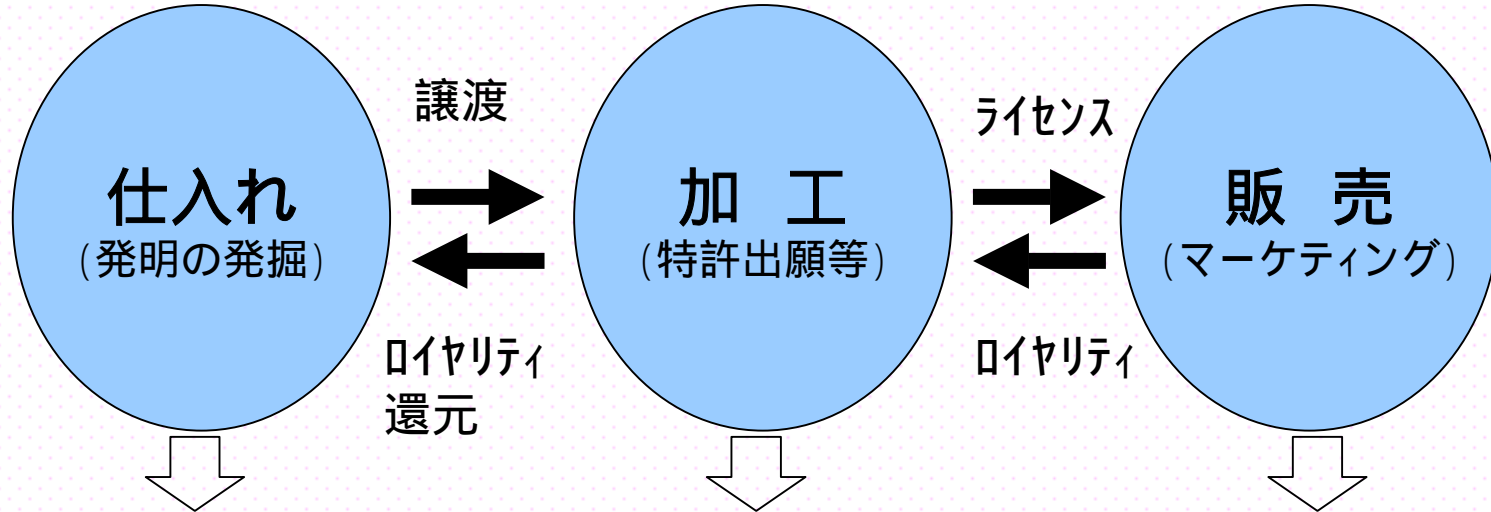 譲渡
ライセンス
仕入れ
(発明の発掘)
加 工
(特許出願等)
販 売
(マーケティング)
ロイヤリティ
還元
ロイヤリティ